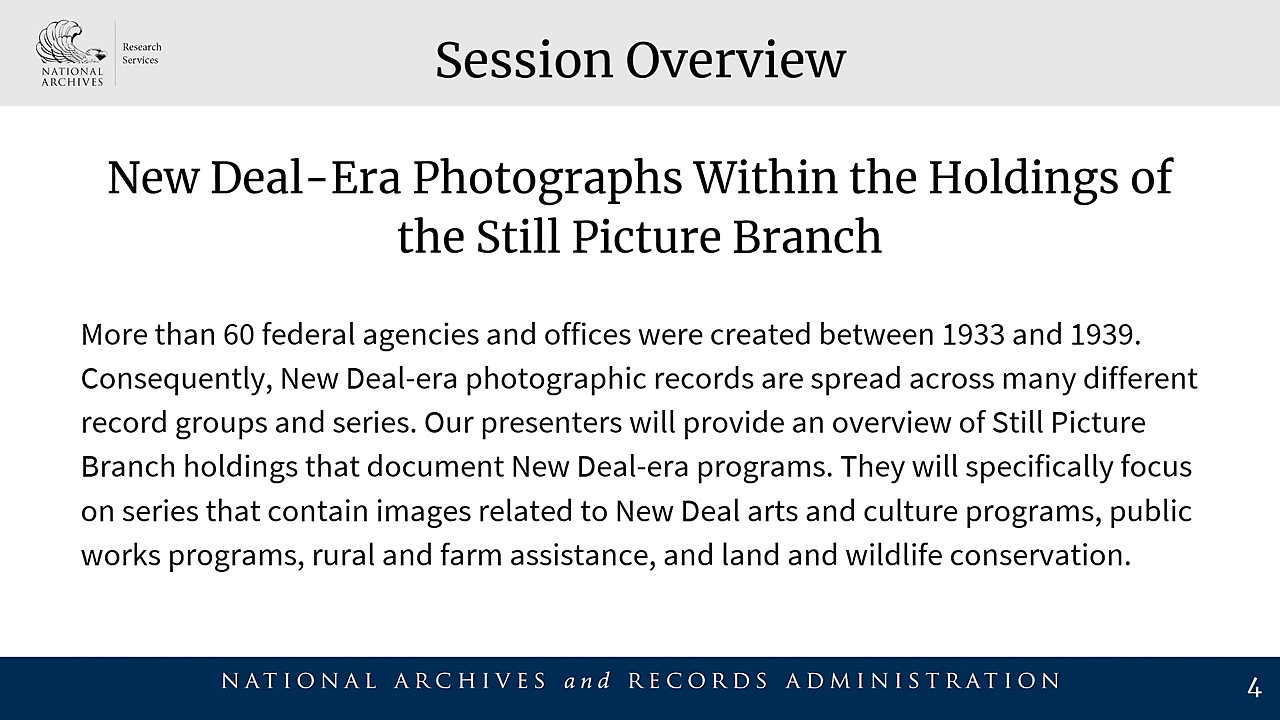 NATIONAL
ARCHIVES
Research
Services
Session Overview
New Deal-Era Photographs Within the Holdings of
the Still Picture Branch
More than 60 federal agencies and offices were created between 1933 and 1939.
Consequently, New Deal-era photographic records are spread across many different
record groups and series. Our presenters will provide an overview of Still Picture
Branch holdings that document New Deal-era programs. They will specifically focus
on series that contain images related to New Deal arts and culture programs, public
works programs, rural and farm assistance, and land and wildlife conservation.
NATIONAL ARCHIVES and RECORDS ADMINISTRATION
4